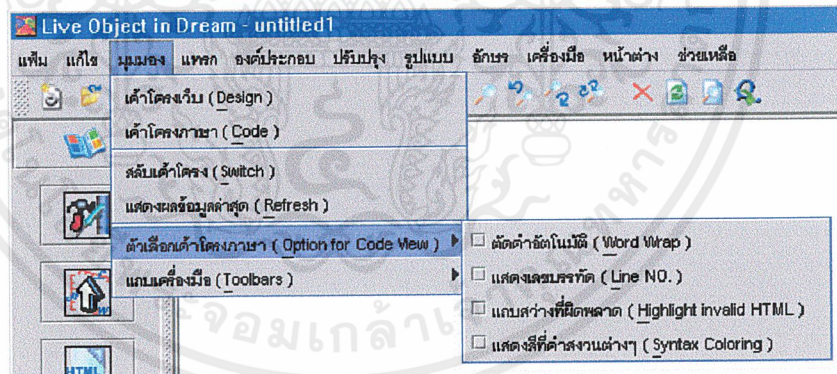 Live Object in Dream - untitled1
แฟ้ม แก้ไข มุมมอง แทรก องค์ประกอบ ปรับปรุง รูปแบบ อักษร เครื่องมือ หน้าต่าง ช่วยเหลือ
เค้าโครงเว็บ ( Design )
เค้าโครงภาษา ( Code )
สลับเค้าโครง ( Switch )
แสดงผลข้อมูลล่าสุด ( Refresh )
ตัวเลือกเค้าโครงภาษา ( Option for Code View )
แถบเครื่องมือ ( Toolbars )
ตัดคำอัตโนมัติ ( Word Wrap )
แสดงเลขบรรทัด ( Line NO. )
แถบสว่างที่ผิดพลาด ( Highlight invalid HTML )
แสดงสีที่คำสงวนต่างๆ ( Syntax Coloring )
HTML